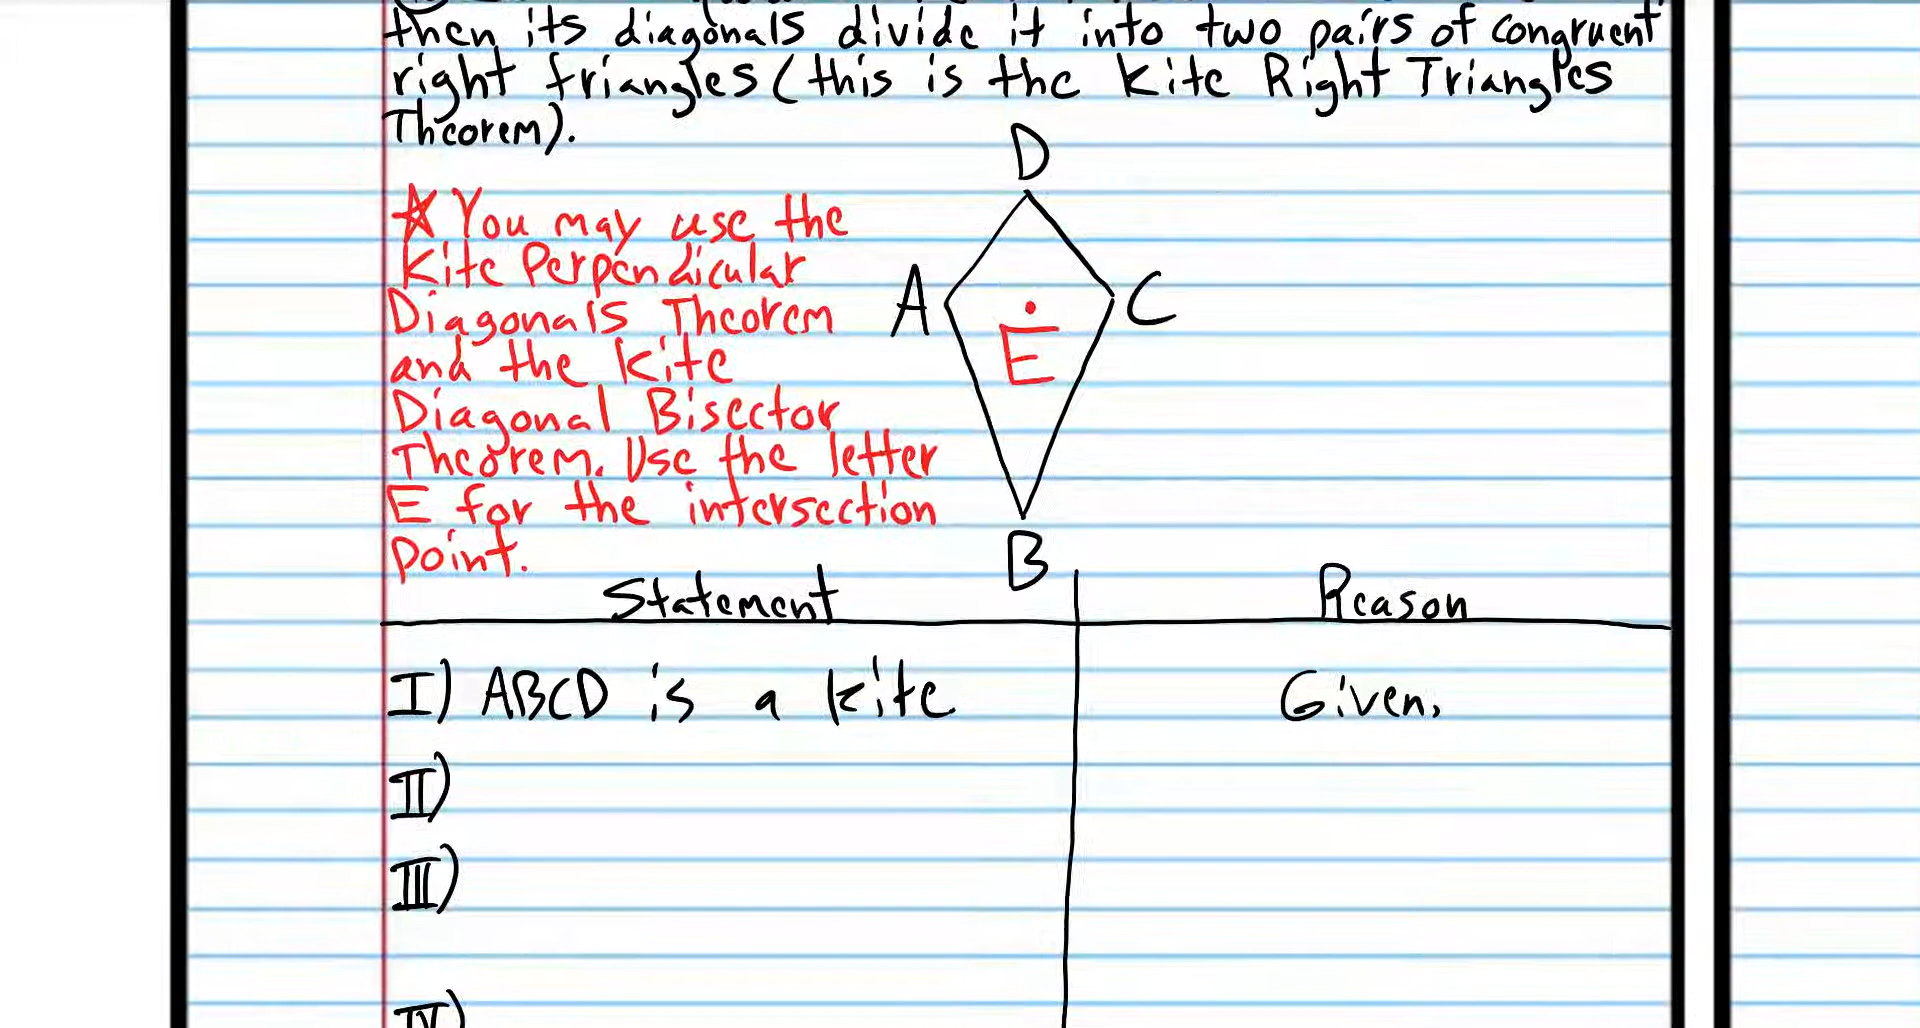 then its diagonals divide it into two pairs of congruent
right triangles (this is the Kite Right Triangles
Theorem).
D
☆ You may use the
Kite Perpendicular
Diagonals Theorem
and the Kite
Diagonal Bisector
Theorem. Use the letter
E for the intersection
point.
A
C
E
B
Statement
Reason
I) ABCD is a kite
Given.
II)
III)
IV)